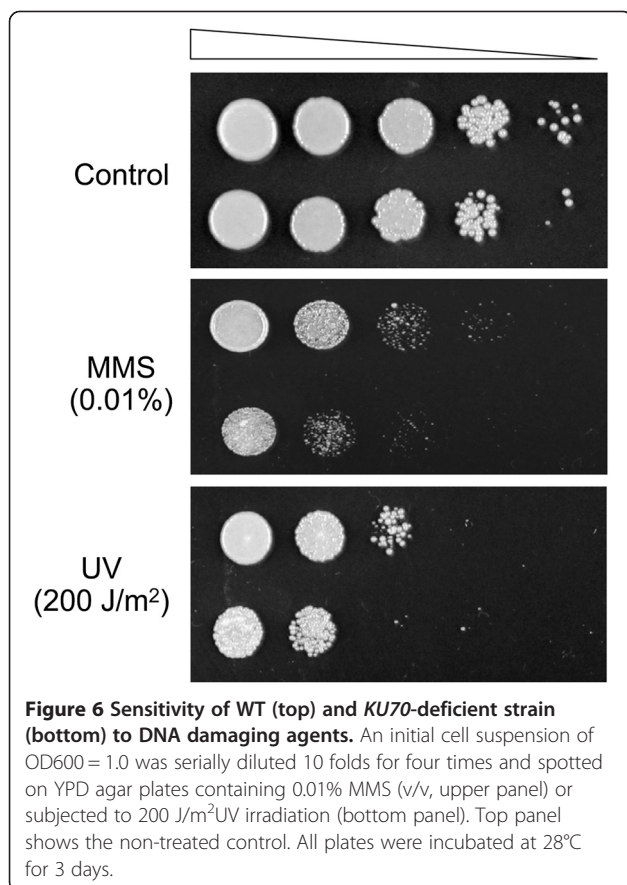 Control
MMS
(0.01%)
UV
(200 J/m²)
Figure 6 Sensitivity of WT (top) and KU70-deficient strain
(bottom) to DNA damaging agents. An initial cell suspension of
OD600 = 1.0 was serially diluted 10 folds for four times and spotted
on YPD agar plates containing 0.01% MMS (v/v, upper panel) or
subjected to 200 J/m²UV irradiation (bottom panel). Top panel
shows the non-treated control. All plates were incubated at 28°C
for 3 days.